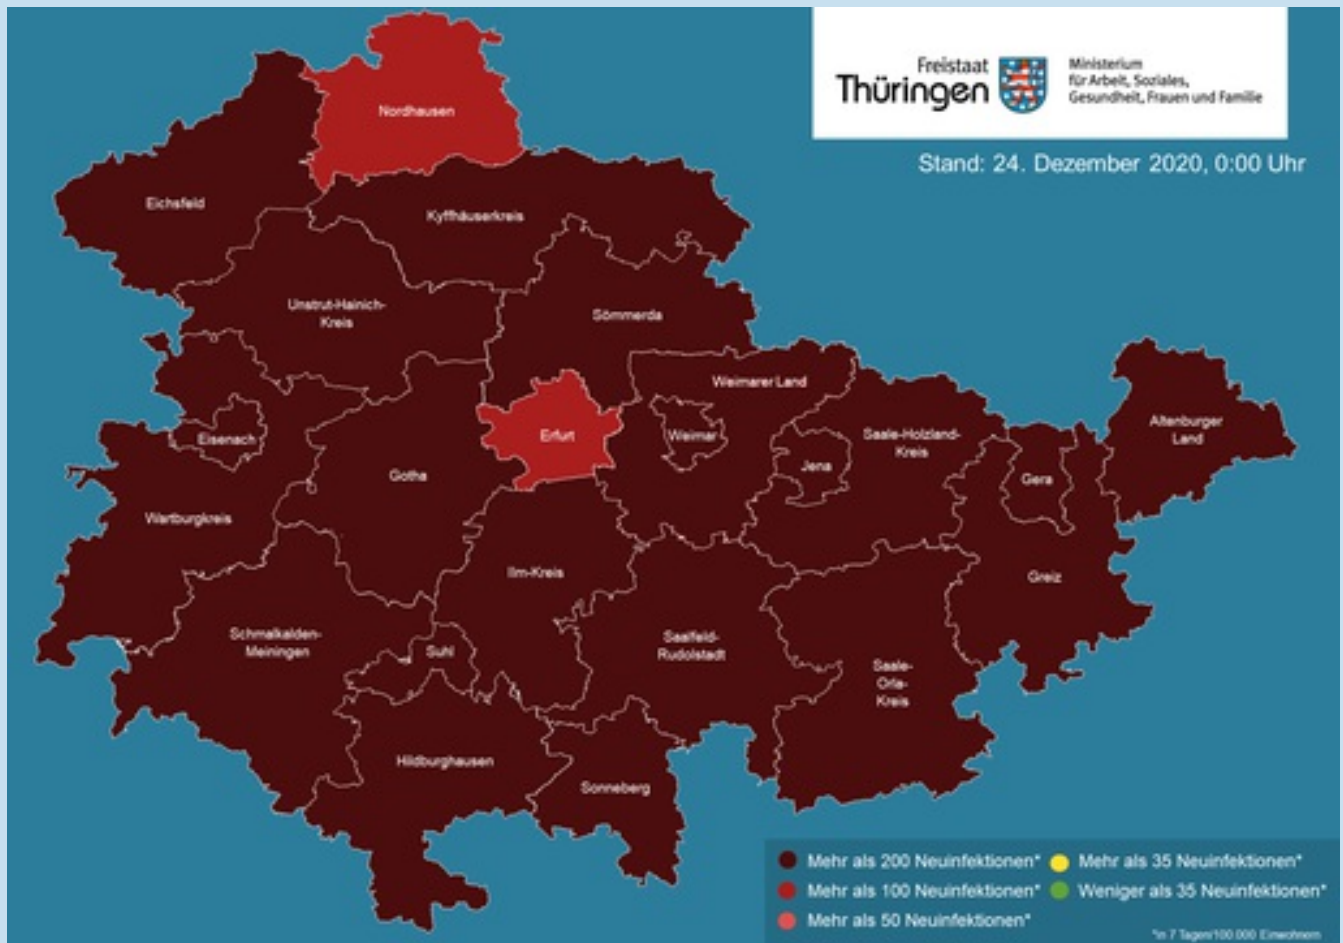 Freistaat
Thüringen
Ministerium
für Arbeit, Soziales,
Gesundheit, Frauen und Familie
Stand: 24. Dezember 2020, 0:00 Uhr
Nordhausen
Eichsfeld
Kyffhäuserkreis
Unstrut-Hainich-
Kreis
Sömmerda
Weimarer Land
Altenburger
Land
Eisenach
Erfurt
Weimar
Saale-Holzland-
Kreis
Jena
Gotha
Gera
Wartburgkreis
Ilm-Kreis
Greiz
Schmalkalden-
Meiningen
Suhl
Saalfeld-
Rudolstadt
Saale-
Orla-
Kreis
Hildburghausen
Sonneberg
Mehr als 200 Neuinfektionen*
Mehr als 100 Neuinfektionen*
Mehr als 50 Neuinfektionen*
Mehr als 35 Neuinfektionen*
Weniger als 35 Neuinfektionen*
*in 7 Tagen/100 000 Einwohnern